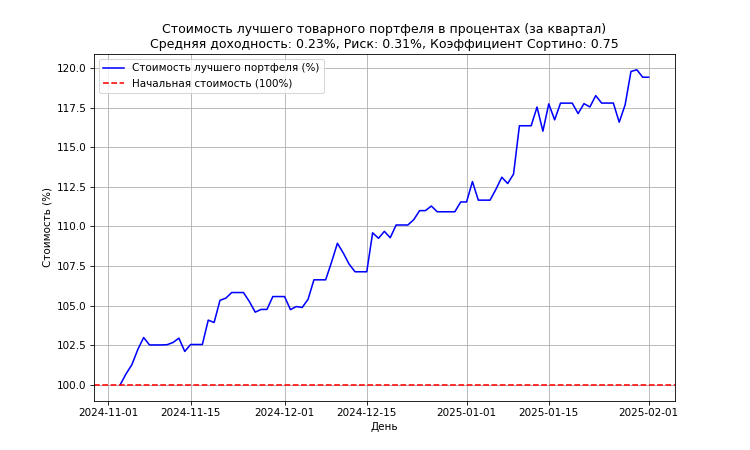 Стоимость лучшего товарного портфеля в процентах (за квартал)
Средняя доходность: 0.23%, Риск: 0.31%, Коэффициент Сортино: 0.75
Стоимость лучшего портфеля (%)
Начальная стоимость (100%)
Стоимость (%)
120.0
117.5
115.0
112.5
110.0
107.5
105.0
102.5
100.0
2024-11-01
2024-11-15
2024-12-01
2024-12-15
2025-01-01
2025-01-15
2025-02-01
День